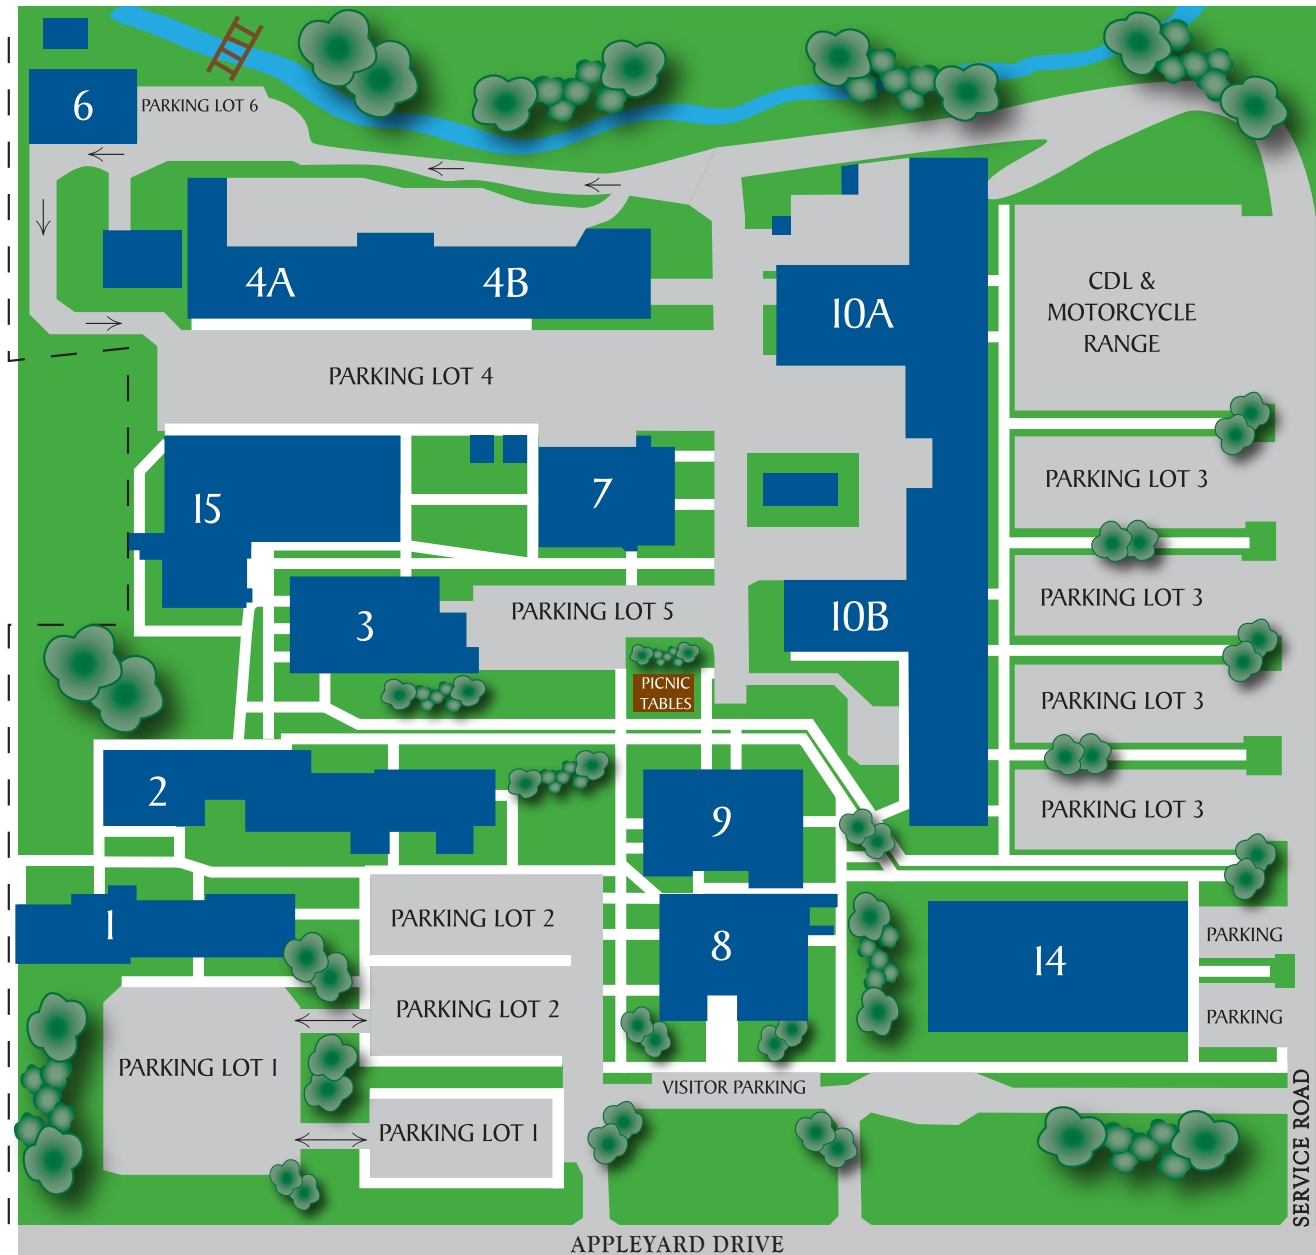 6
PARKING LOT 6
4A
4B
10A
CDL &
MOTORCYCLE
RANGE
PARKING LOT 4
15
7
PARKING LOT 3
3
PARKING LOT 5
10B
PARKING LOT 3
PICNIC
TABLES
PARKING LOT 3
2
9
PARKING LOT 3
1
PARKING LOT 2
8
14
PARKING
PARKING LOT 2
PARKING
PARKING LOT 1
VISITOR PARKING
PARKING LOT 1
SERVICE ROAD
APPLEYARD DRIVE